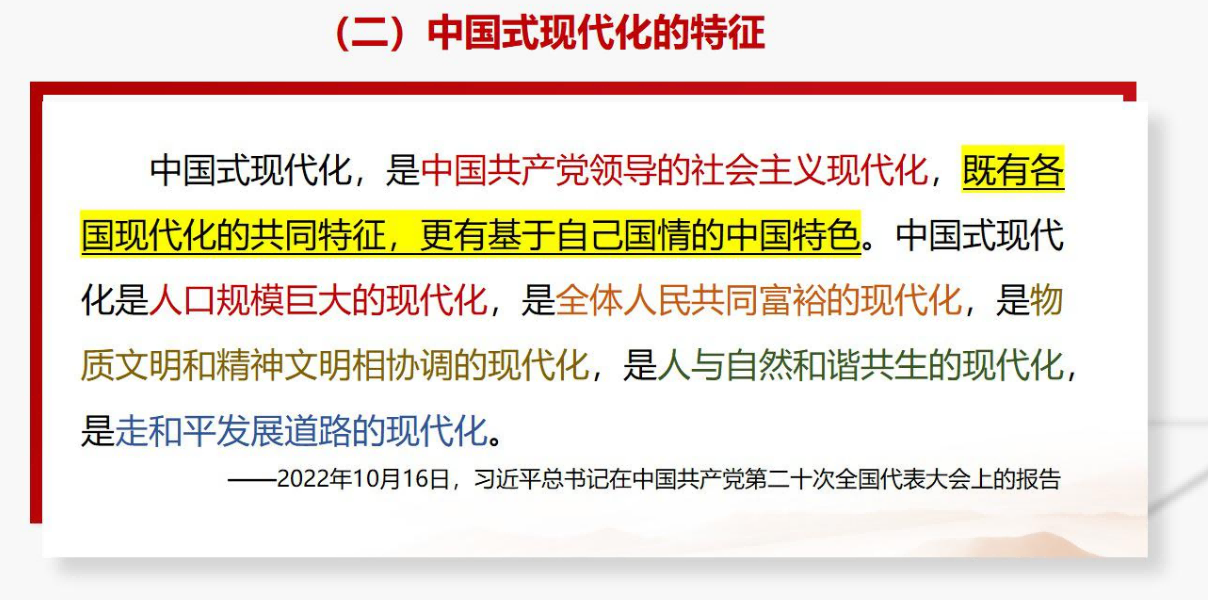 （二）中国式现代化的特征
中国式现代化，是中国共产党领导的社会主义现代化，既有各
国现代化的共同特征，更有基于自己国情的中国特色。中国式现代
化是人口规模巨大的现代化，是全体人民共同富裕的现代化，是物
质文明和精神文明相协调的现代化，是人与自然和谐共生的现代化，
是走和平发展道路的现代化。
——2022年10月16日，习近平总书记在中国共产党第二十次全国代表大会上的报告